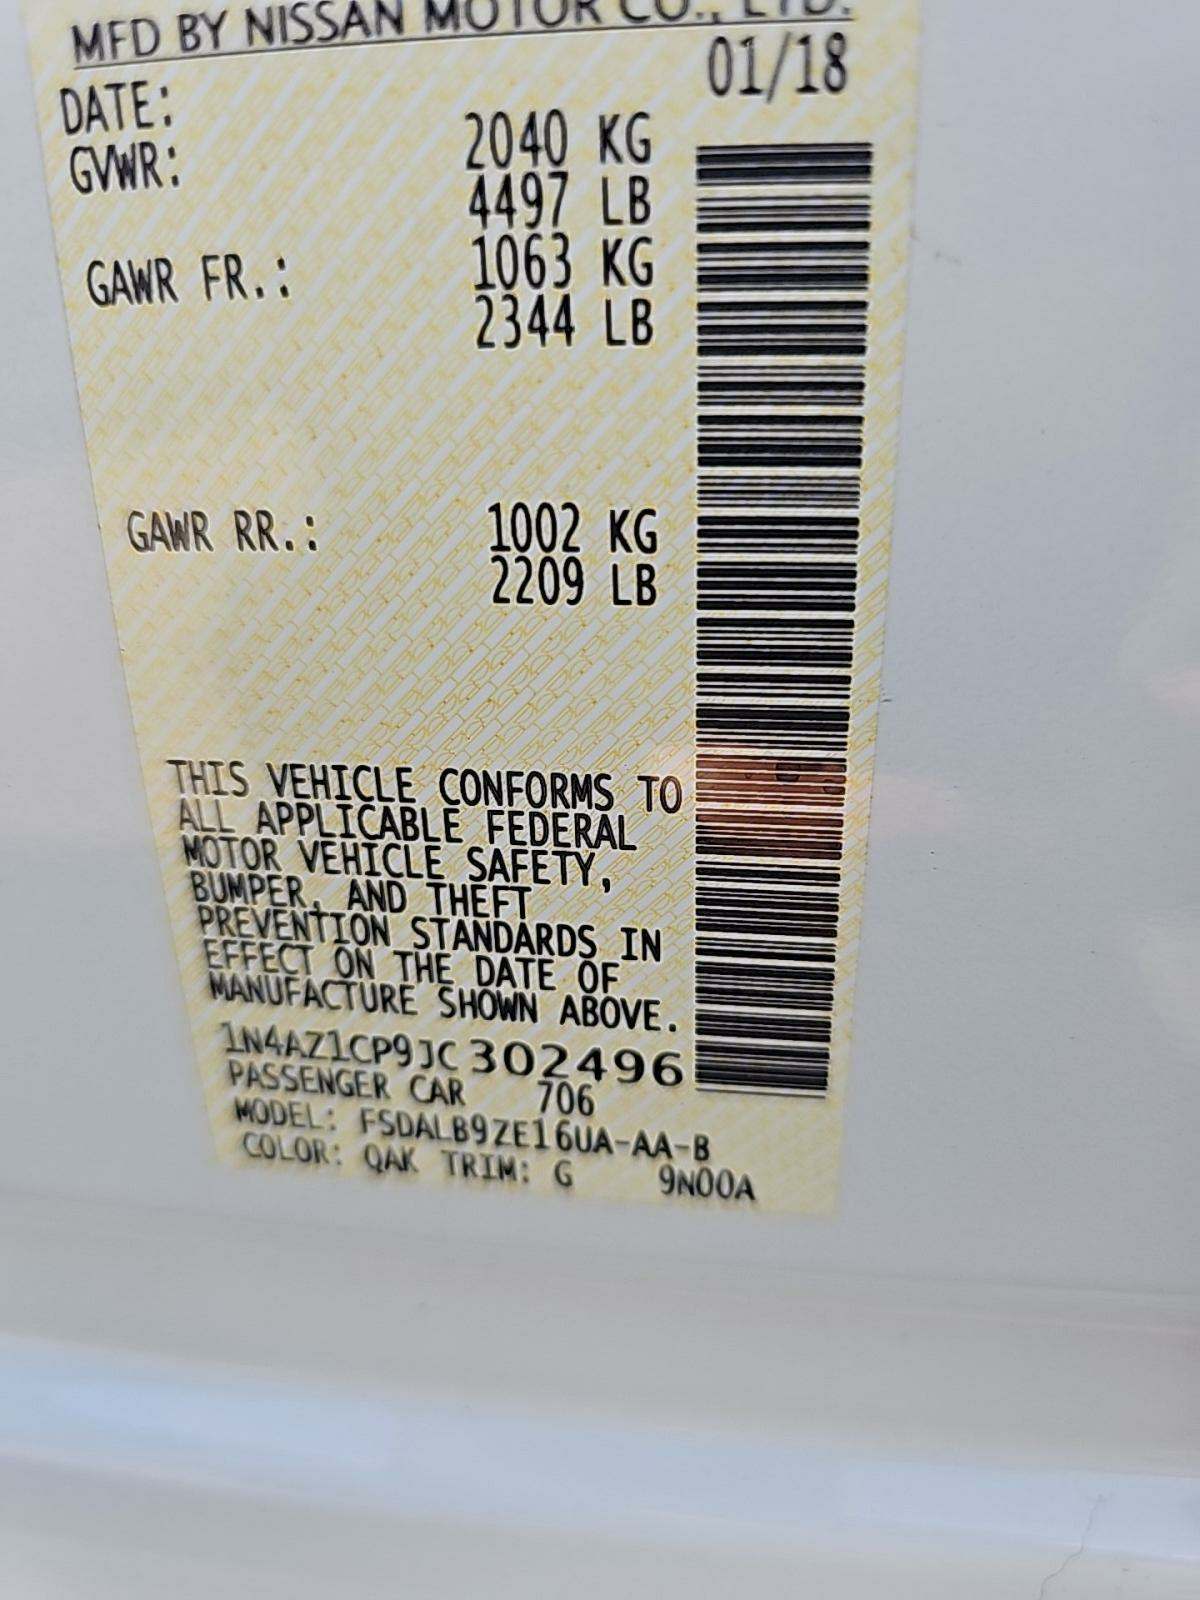 MFD BY NISSAN MOTOR CO., LTD.
DATE: 01/18
GVWR: 2040 KG
4497 LB
GAWR FR.: 1063 KG
2344 LB
GAWR RR.: 1002 KG
2209 LB
THIS VEHICLE CONFORMS TO
ALL APPLICABLE FEDERAL
MOTOR VEHICLE SAFETY,
BUMPER, AND THEFT
PREVENTION STANDARDS IN
EFFECT ON THE DATE OF
MANUFACTURE SHOWN ABOVE.
1N4AZ1CP9JC302496
PASSENGER CAR 706
MODEL: FSDALB9ZE16UA-AA-B
COLOR: QAK TRIM: G 9N00A